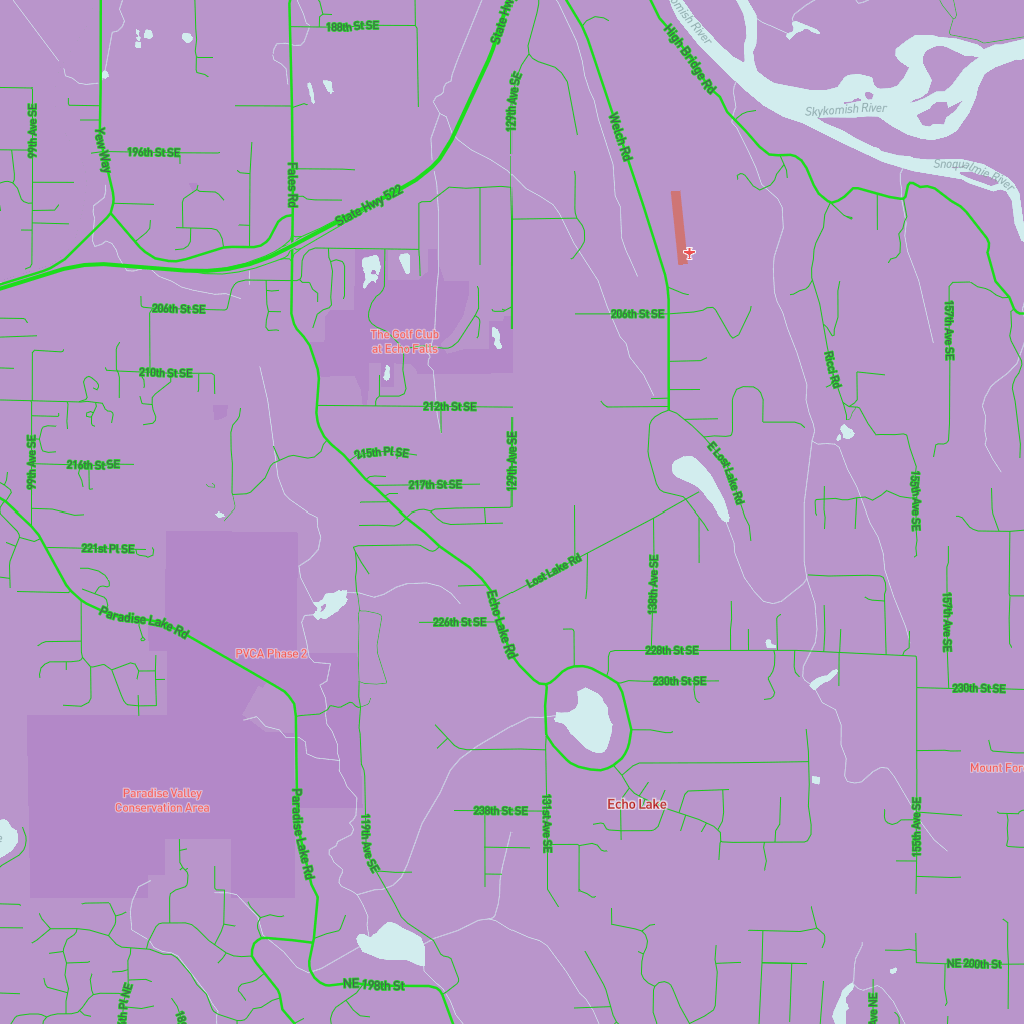 188th St SE
State Hwy
High Bridge Rd
Skykomish River
99th Ave SE
129th Ave SE
Yew Way
Welch Rd
196th St SE
Snoqualmie River
Fales Rd
State Hwy 522
206th St SE
206th St SE
157th Ave SE
The Golf Club
at Echo Falls
Ricci Rd
210th St SE
212th St SE
99th Ave SE
215th Pl SE
129th Ave SE
216th St SE
E Lost Lake Rd
217th St SE
155th Ave SE
221st Pl SE
Lost Lake Rd
138th Ave SE
Echo Lake Rd
157th Ave SE
Paradise Lake Rd
226th St SE
PVCA Phase 2
228th St SE
230th St SE
230th St SE
Mount For
Paradise Valley
Conservation Area
Echo Lake
238th St SE
131st Ave SE
155th Ave SE
Paradise Lake Rd
119th Ave SE
NE 200th St
NE 198th St